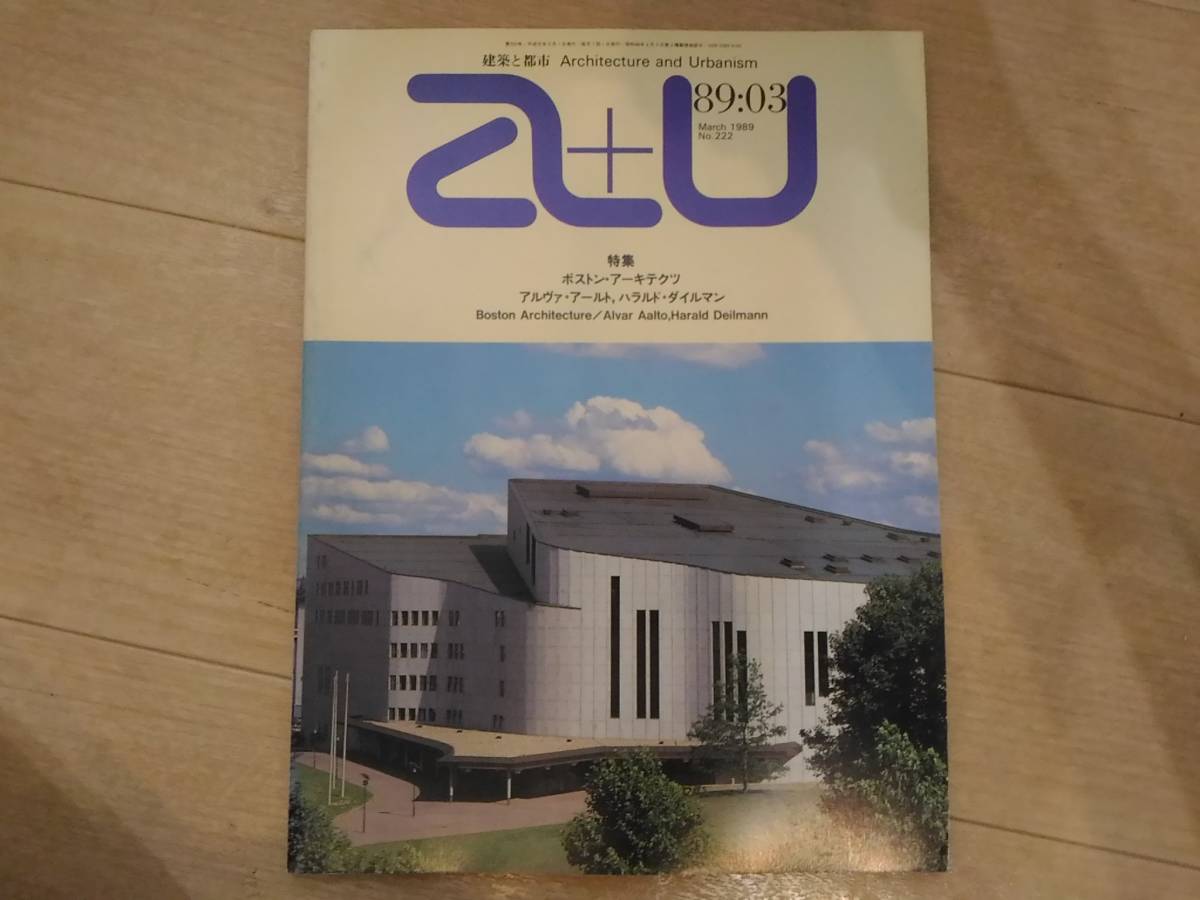 建築と都市 Architecture and Urbanism
a+u
89:03
March 1989
No.222
特集
ボストン・アーキテクツ
アルヴァ・アールト, ハラルド・ダイルマン
Boston Architecture/Alvar Aalto,Harald Deilmann